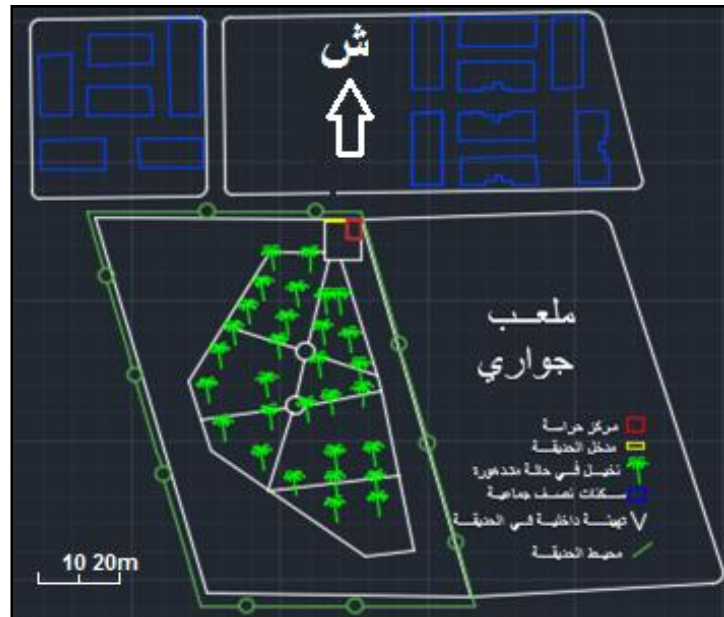 ش
ملعب
جواري
مركز حراسة
مدخل الحديقة
نخيل في حالة متدهورة
سكنات نصف جماعية
تهيئة داخلية في الحديقة
محيط الحديقة
10 20m